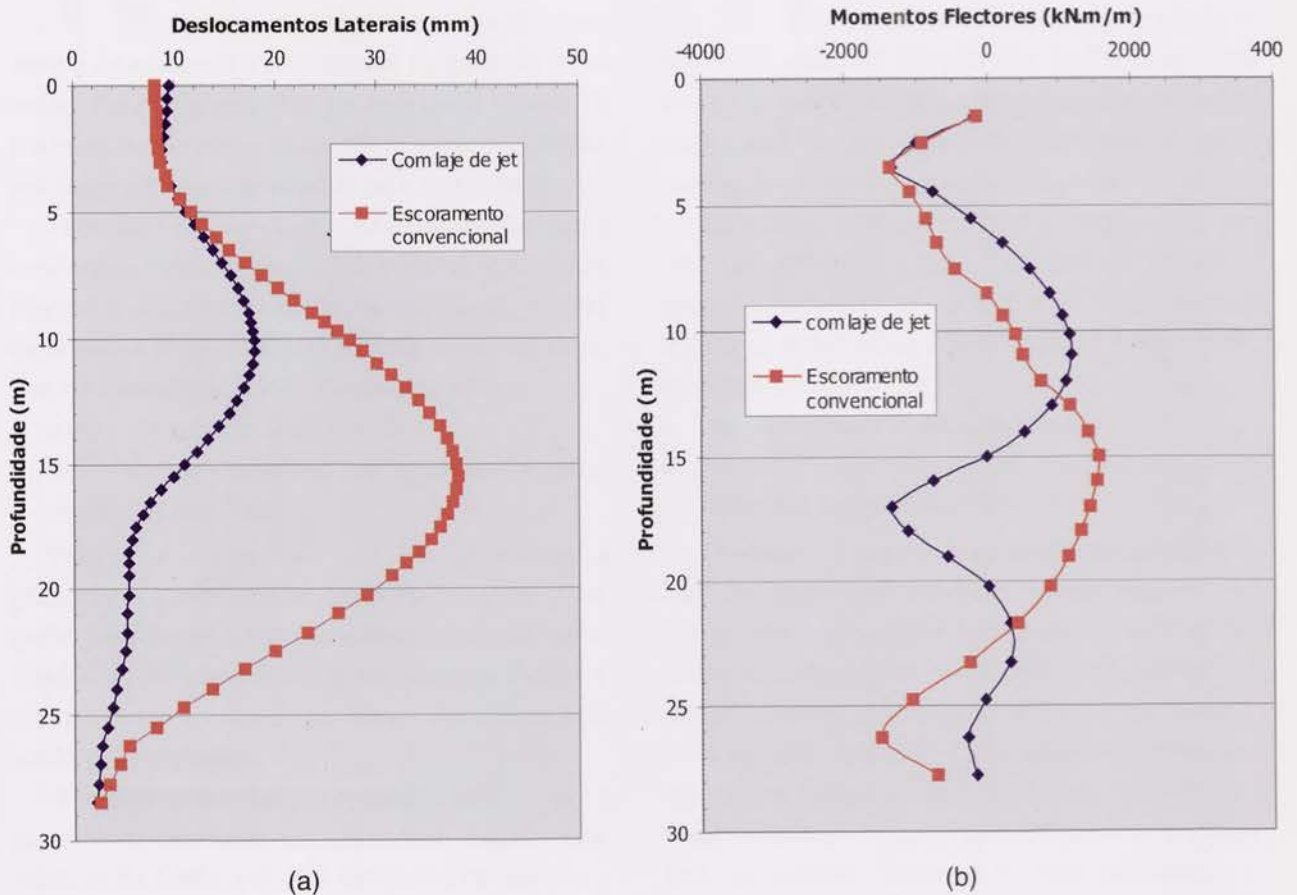 Deslocamentos Laterais (mm)
0 10 20 30 40 50
0
5
10
15
20
25
30
Profundidade (m)
Com laje de jet
Escoramento
convencional
(a)
Momentos Flectores (kN.m/m)
-4000 -2000 0 2000 400
0
5
10
15
20
25
30
Profundidade (m)
com laje de jet
Escoramento
convencional
(b)